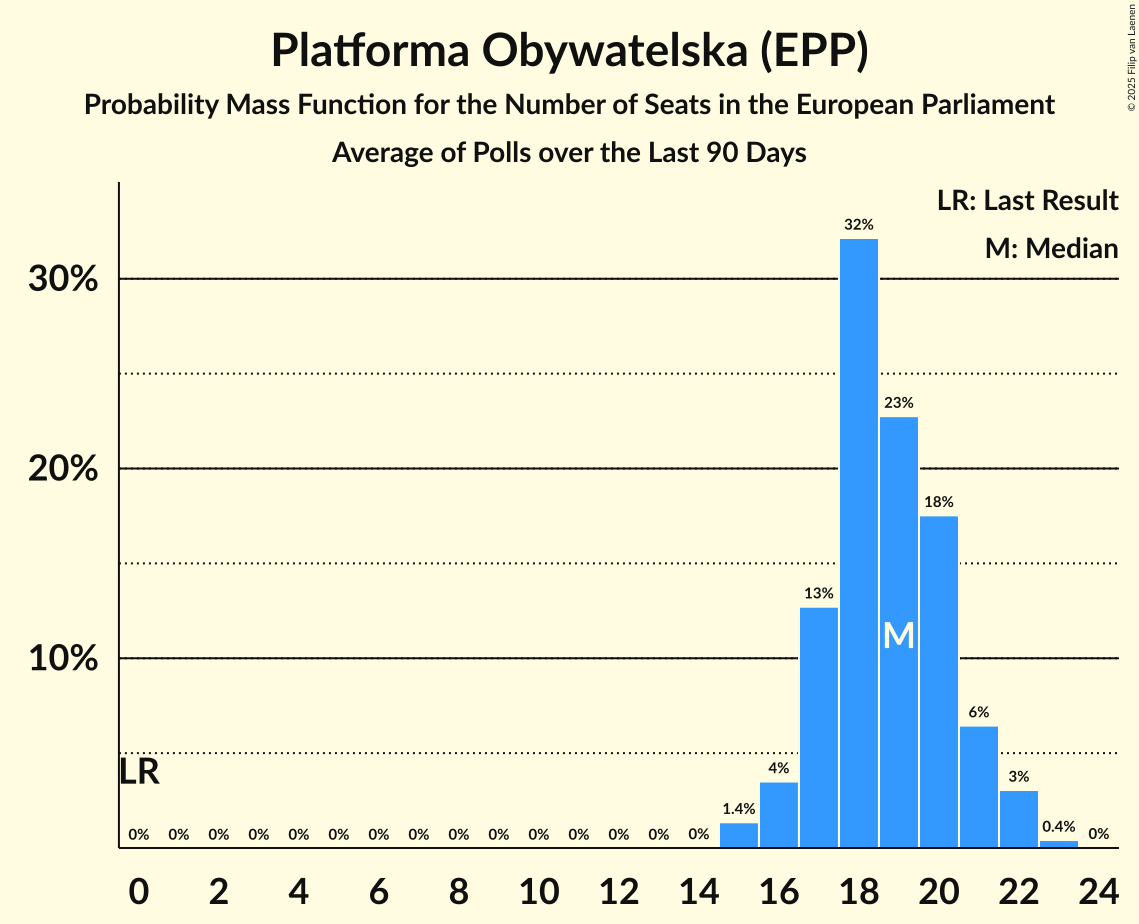 Platforma Obywatelska (EPP)
Probability Mass Function for the Number of Seats in the European Parliament
Average of Polls over the Last 90 Days
© 2025 Filip van Laenen
LR: Last Result
M: Median
30%
20%
10%
32%
23%
18%
13%
M
6%
4%
3%
1.4%
0.4%
LR
0% 0% 0% 0% 0% 0% 0% 0% 0% 0% 0% 0% 0% 0% 0% 0%
0 2 4 6 8 10 12 14 16 18 20 22 24